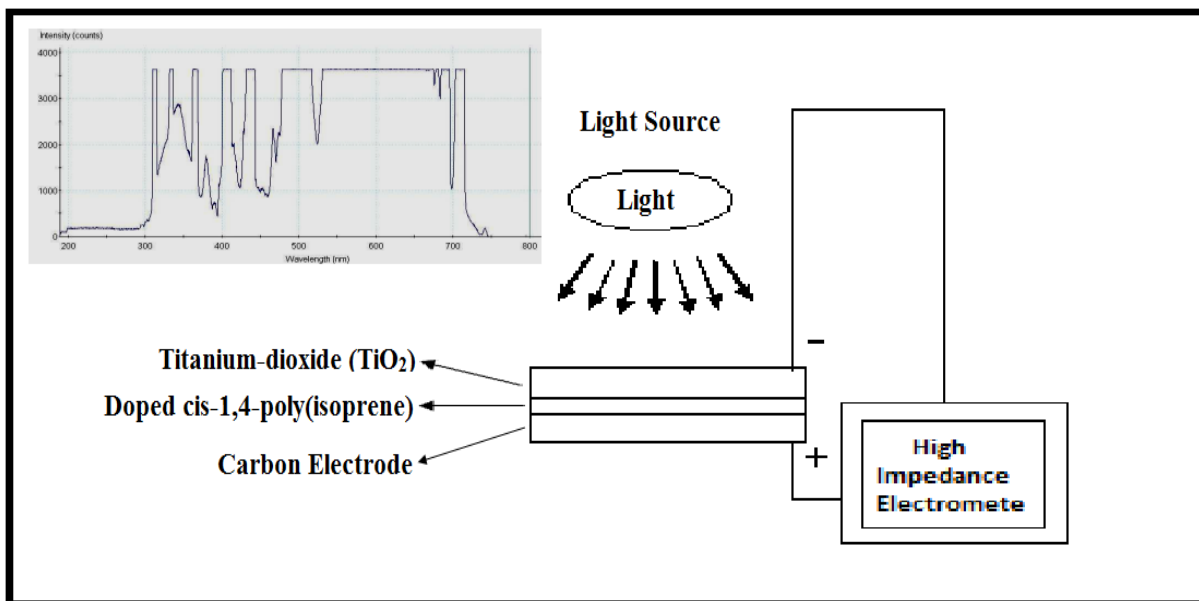 Intensity (counts)
4000
3000
2000
1000
0
200 300 400 500 600 700 800
Wavelength (nm)
Light Source
Light
Titanium-dioxide (TiO₂)
Doped cis-1,4-poly(isoprene)
Carbon Electrode
−
+
High
Impedance
Electromete